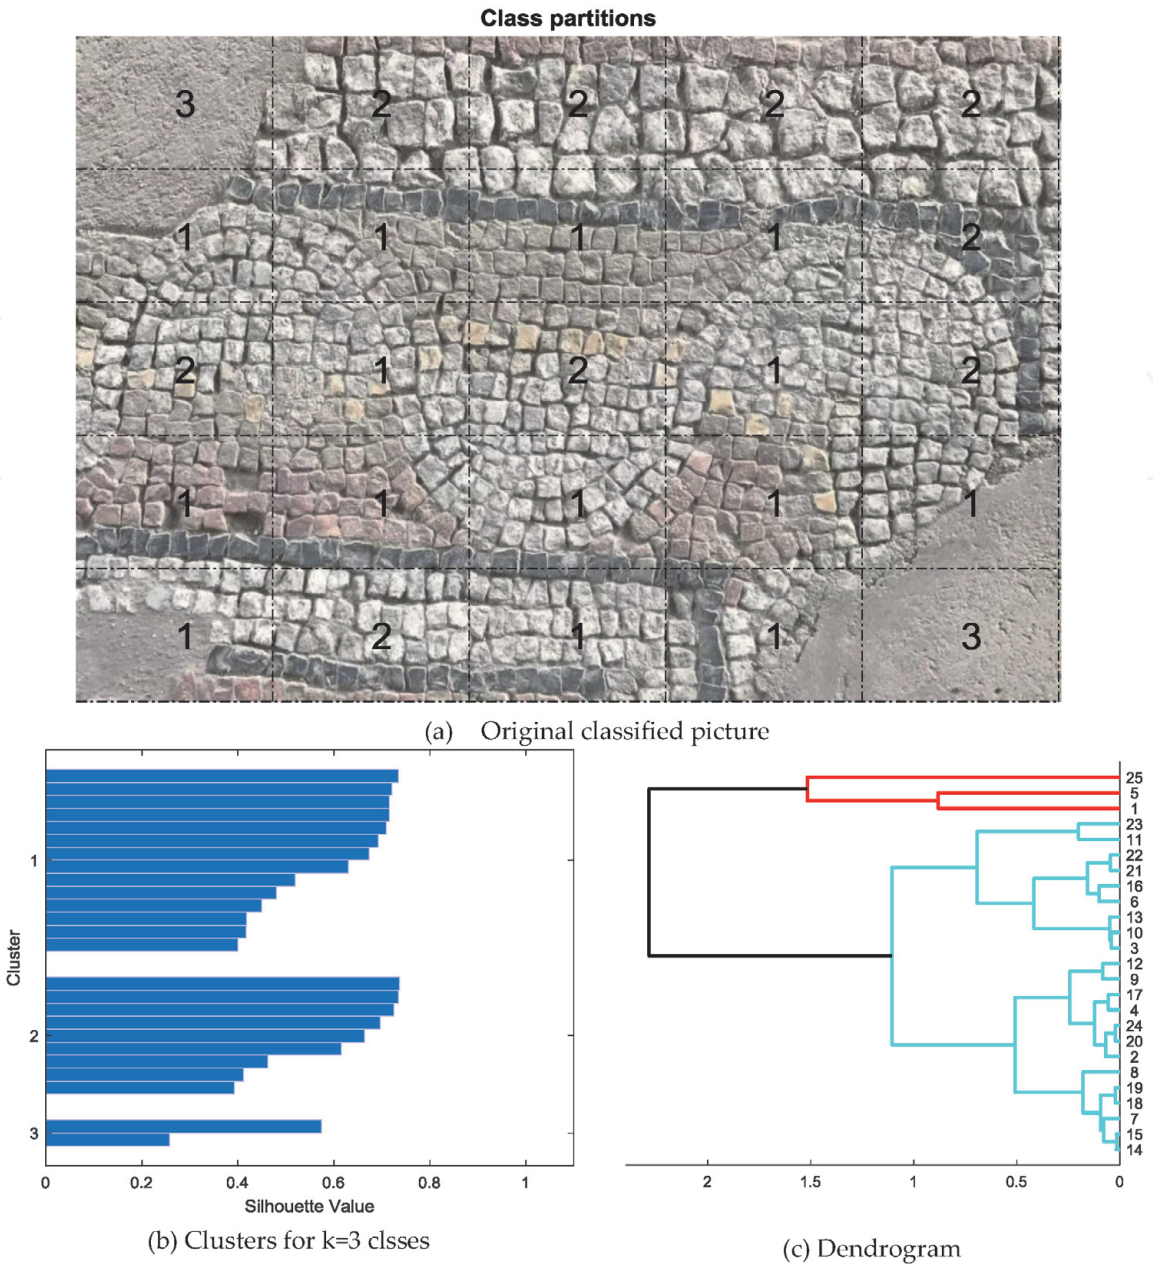 Class partitions
3 2 2 2 2
1 1 1 1 2
2 1 2 1 2
1 1 1 1 1
1 2 1 1 3
(a) Original classified picture
Cluster
1
2
3
0 0.2 0.4 0.6 0.8 1
Silhouette Value
(b) Clusters for k=3 clsses
25
5
1
23
11
22
21
16
6
13
10
3
12
9
17
4
24
20
2
8
19
18
7
15
14
2 1.5 1 0.5 0
(c) Dendrogram